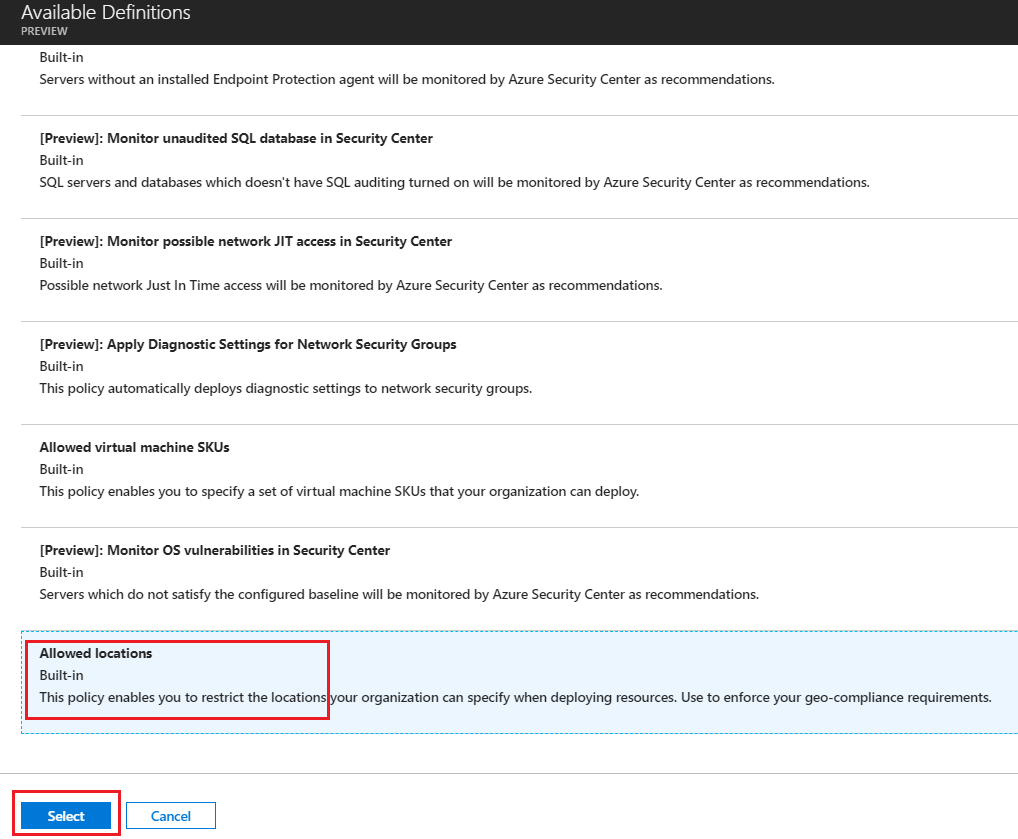 Available Definitions
PREVIEW
Built-in
Servers without an installed Endpoint Protection agent will be monitored by Azure Security Center as recommendations.
[Preview]: Monitor unaudited SQL database in Security Center
Built-in
SQL servers and databases which doesn't have SQL auditing turned on will be monitored by Azure Security Center as recommendations.
[Preview]: Monitor possible network JIT access in Security Center
Built-in
Possible network Just In Time access will be monitored by Azure Security Center as recommendations.
[Preview]: Apply Diagnostic Settings for Network Security Groups
Built-in
This policy automatically deploys diagnostic settings to network security groups.
Allowed virtual machine SKUs
Built-in
This policy enables you to specify a set of virtual machine SKUs that your organization can deploy.
[Preview]: Monitor OS vulnerabilities in Security Center
Built-in
Servers which do not satisfy the configured baseline will be monitored by Azure Security Center as recommendations.
Allowed locations
Built-in
This policy enables you to restrict the locations your organization can specify when deploying resources. Use to enforce your geo-compliance requirements.
Select
Cancel